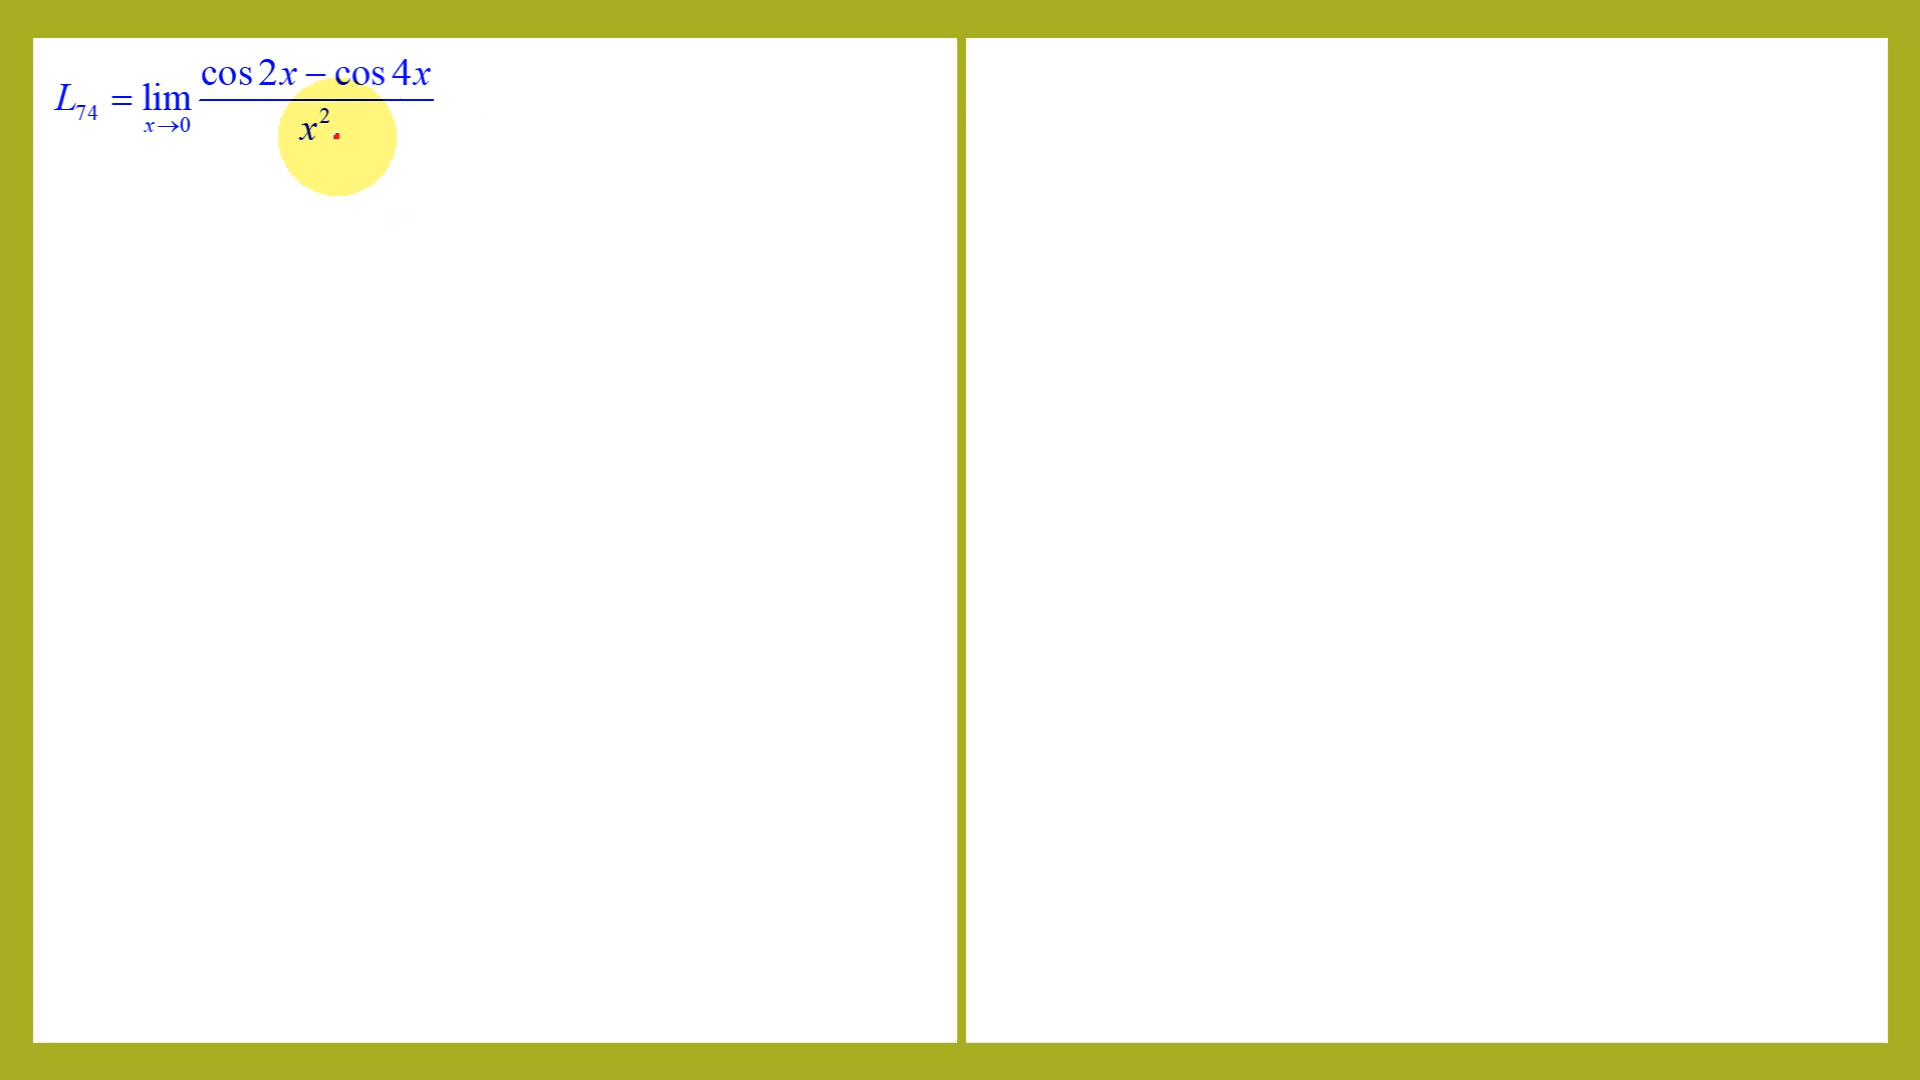 L₇₄ = lim x→0 (cos 2x − cos 4x) / x²